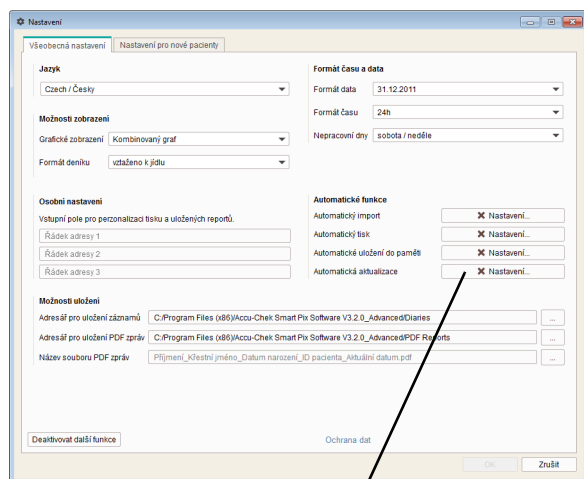 Nastavení
Všeobecná nastavení
Nastavení pro nové pacienty
Jazyk
Czech / Česky
Možnosti zobrazení
Grafické zobrazení Kombinovaný graf
Formát deníku vztaženo k jídlu
Formát času a data
Formát data 31.12.2011
Formát času 24h
Nepracovní dny sobota / neděle
Osobní nastavení
Vstupní pole pro perzonalizaci tisku a uložených reportů.
Řádek adresy 1
Řádek adresy 2
Řádek adresy 3
Automatické funkce
Automatický import Nastavení...
Automatický tisk Nastavení...
Automatické uložení do paměti Nastavení...
Automatická aktualizace Nastavení...
Možnosti uložení
Adresář pro uložení záznamů C:/Program Files (x86)/Accu-Chek Smart Pix Software V3.2.0_Advanced/Diaries ...
Adresář pro uložení PDF zpráv C:/Program Files (x86)/Accu-Chek Smart Pix Software V3.2.0_Advanced/PDF Reports ...
Název souboru PDF zpráv Příjmení_Křestní jméno_Datum narození_ID pacienta_Aktuální datum.pdf ...
Deaktivovat další funkce
Ochrana dat
OK
Zrušit